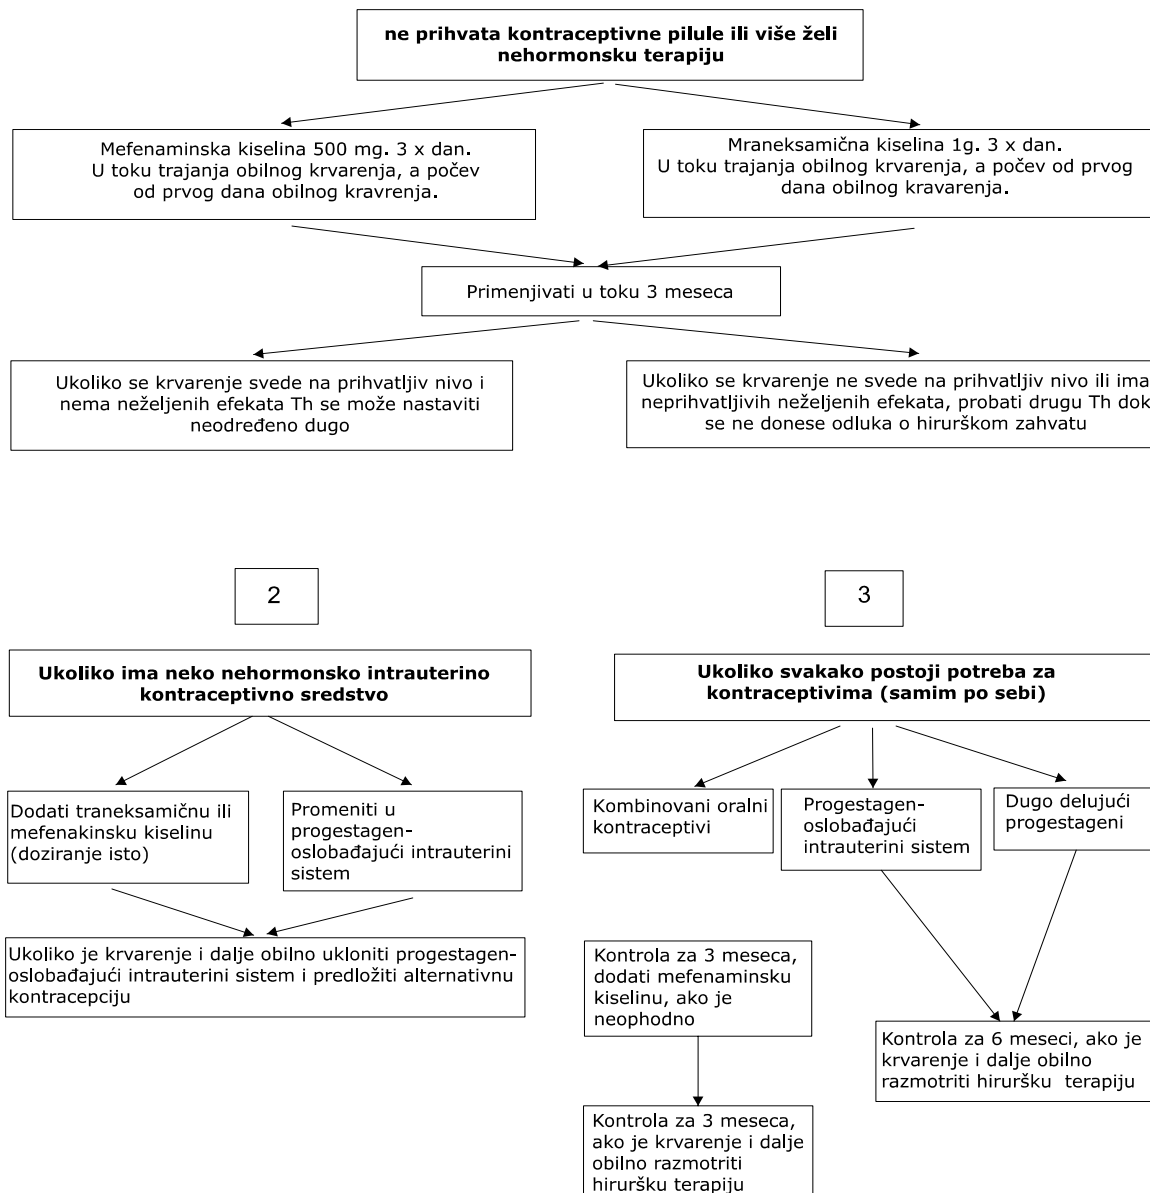 ne prihvata kontraceptivne pilule ili više želi
nehormonsku terapiju
Mefenaminska kiselina 500 mg. 3 x dan.
U toku trajanja obilnog krvarenja, a počev
od prvog dana obilnog kravrenja.
Mraneksamična kiselina 1g. 3 x dan.
U toku trajanja obilnog krvarenja, a počev od prvog
dana obilnog kravarenja.
Primenjivati u toku 3 meseca
Ukoliko se krvarenje svede na prihvatljiv nivo i
nema neželjenih efekata Th se može nastaviti
neodređeno dugo
Ukoliko se krvarenje ne svede na prihvatljiv nivo ili ima
neprihvatljivih neželjenih efekata, probati drugu Th dok
se ne donese odluka o hirurškom zahvatu
2
Ukoliko ima neko nehormonsko intrauterino
kontraceptivno sredstvo
Dodati traneksamičnu ili
mefenakinsku kiselinu
(doziranje isto)
Promeniti u
progestagen-
oslobađajući intrauterini
sistem
Ukoliko je krvarenje i dalje obilno ukloniti progestagen-
oslobađajući intrauterini sistem i predložiti alternativnu
kontracepciju
3
Ukoliko svakako postoji potreba za
kontraceptivima (samim po sebi)
Kombinovani oralni
kontraceptivi
Progestagen-
oslobađajući
intrauterini sistem
Dugo delujući
progestageni
Kontrola za 3 meseca,
dodati mefenaminsku
kiselinu, ako je
neophodno
Kontrola za 6 meseci, ako je
krvarenje i dalje obilno
razmotriti hiruršku terapiju
Kontrola za 3 meseca,
ako je krvarenje i dalje
obilno razmotriti
hiruršku terapiju